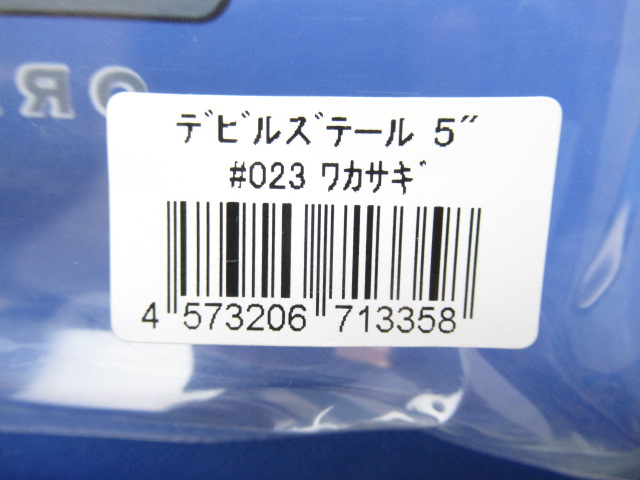 ﾃﾞﾋﾞﾙｽﾞﾃｰﾙ 5″
#023 ﾜｶｻｷﾞ
4 573206 713358